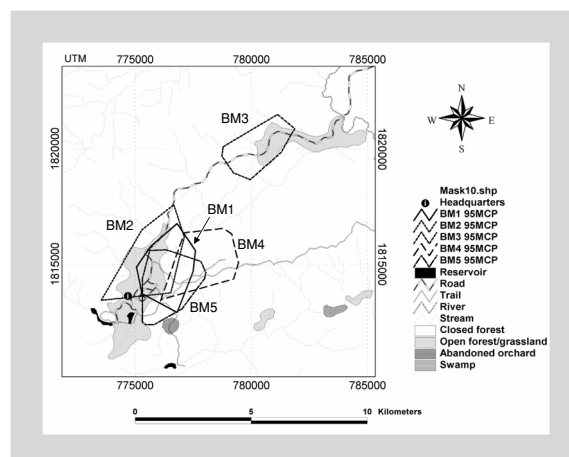 UTM
775000 780000 785000
BM3
1820000
1820000
BM2
BM1
BM4
1815000
1815000
BM5
775000 780000 785000
0 5 10 Kilometers
N
W E
S
Mask10.shp
Headquarters
BM1 95MCP
BM2 95MCP
BM3 95MCP
BM4 95MCP
BM5 95MCP
Reservoir
Road
Trail
River
Stream
Closed forest
Open forest/grassland
Abandoned orchard
Swamp